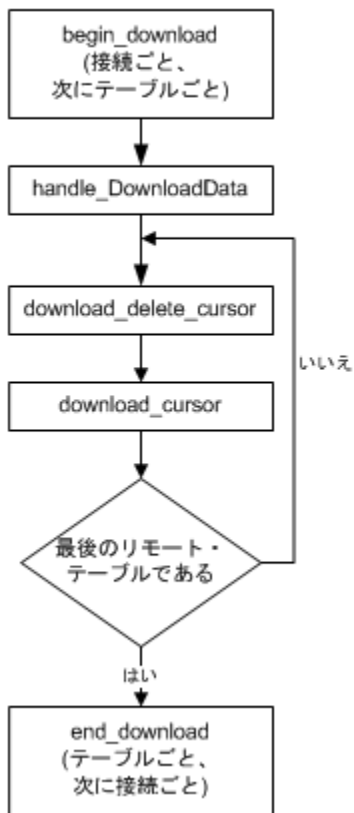 begin_download
(接続ごと、
次にテーブルごと)
handle_DownloadData
download_delete_cursor
いいえ
download_cursor
最後のリモート・
テーブルである
はい
end_download
(テーブルごと、
次に接続ごと)